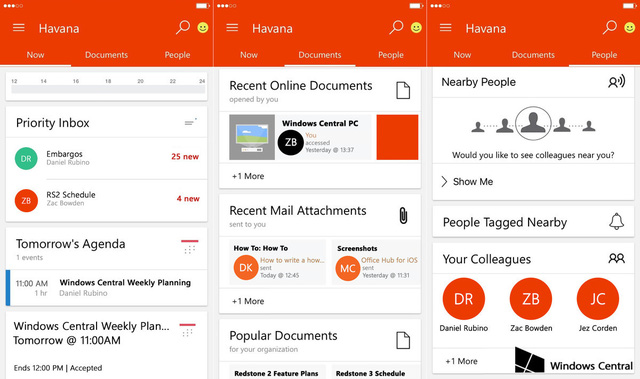 Havana
Now Documents People
12 14 16 18 20 22 24
Priority Inbox
DR Embargos 25 new
Daniel Rubino
ZB RS2 Schedule 4 new
Zac Bowden
Tomorrow's Agenda
1 events
11:00 AM Windows Central Weekly Planning
1 hr Daniel Rubino
Windows Central Weekly Plan...
Tomorrow @ 11:00AM
Ends 12:00 PM | Accepted
Havana
Now Documents People
Recent Online Documents
opened by you
Windows Central PC
ZB You
accessed
Yesterday @ 13:37
+1 More
Recent Mail Attachments
sent to you
How To: How To
DK How to write a how...
sent
Today @ 12:45
Screenshots
MC Office Hub for iOS
sent
Yesterday @ 11:31
+1 More
Popular Documents
for your organization
Redstone 2 Feature Plans Redstone 3 Schedule
Havana
Now Documents People
Nearby People
Would you like to see colleagues near you?
Show Me
People Tagged Nearby
Your Colleagues
DR ZB JC
Daniel Rubino Zac Bowden Jez Corden
+1 More
Windows Central